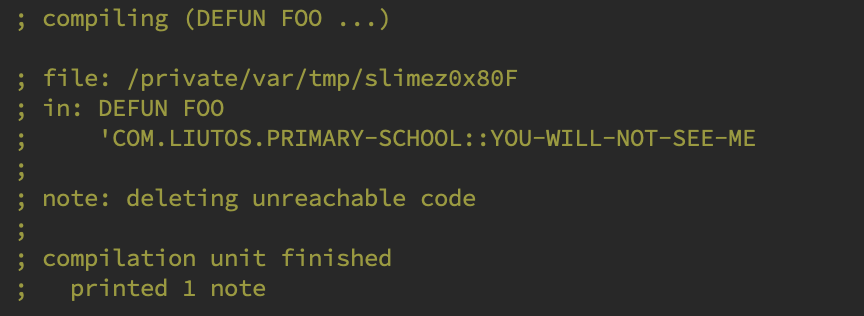 ; compiling (DEFUN FOO ...)
; file: /private/var/tmp/slimez0x80F
; in: DEFUN FOO
;     'COM.LIUTOS.PRIMARY-SCHOOL::YOU-WILL-NOT-SEE-ME
;
; note: deleting unreachable code
;
; compilation unit finished
;   printed 1 note